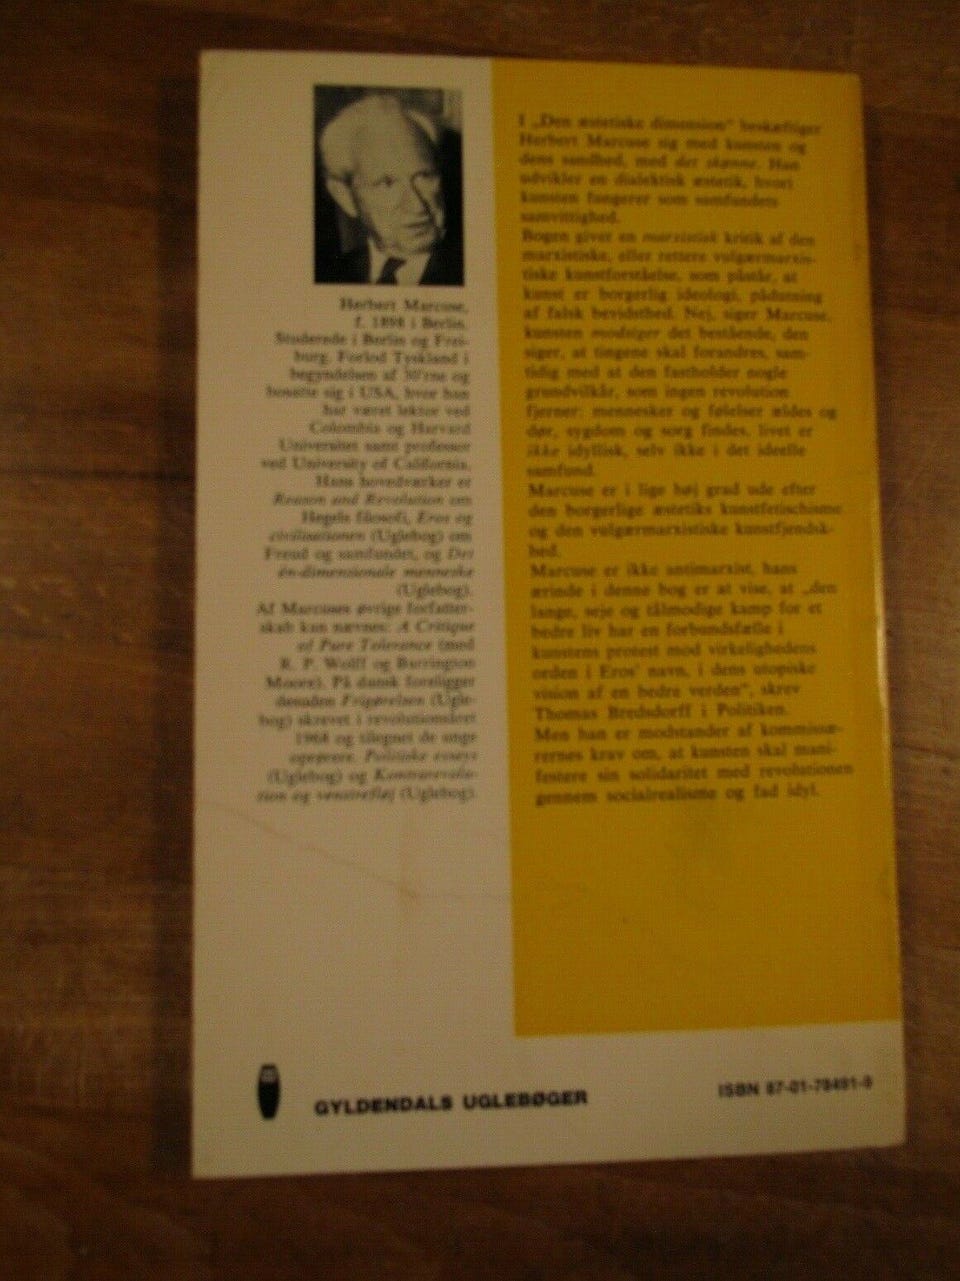 Herbert Marcuse,
f. 1898 i Berlin.
Studerede i Berlin og Frei-
burg. Forlod Tyskland i
begyndelsen af 30'rne og
bosatte sig i USA, hvor han
har været lektor ved
Colombia og Harvard
Universitet samt professor
ved University of California.
Hans hovedværker er
Reason and Revolution om
Hegels filosofi, Eros og
civilisationen (Uglebog) om
Freud og samfundet, og Det
én-dimensionale menneske
(Uglebog).
Af Marcuses øvrige forfatter-
skab kan nævnes: A Critique
of Pure Tolerance (med
R. P. Wolff og Barrington
Moore). På dansk foreligger
desuden Frigørelsen (Ugle-
bog) skrevet i revolutionsåret
1968 og tilegnet de unge
oprørere. Politiske essays
(Uglebog) og Kontrarevolu-
tion og venstrefløj (Uglebog).
I „Den æstetiske dimension“ beskæftiger
Herbert Marcuse sig med kunsten og
dens sandhed, med det skønne. Han
udvikler en dialektisk æstetik, hvori
kunsten fungerer som samfundets
samvittighed.
Bogen giver en marxistisk kritik af den
marxistiske, eller rettere vulgærmarxis-
tiske kunstforståelse, som påstår, at
kunst er borgerlig ideologi, pådutning
af falsk bevidsthed. Nej, siger Marcuse,
kunsten modsiger det bestående, den
siger, at tingene skal forandres, sam-
tidig med at den fastholder nogle
grundvilkår, som ingen revolution
fjerner: mennesker og følelser ældes og
dør, sygdom og sorg findes, livet er
ikke idyllisk, selv ikke i det ideelle
samfund.
Marcuse er i lige høj grad ude efter
den borgerlige æstetiks kunstfetischisme
og den vulgærmarxistiske kunstfjendsk-
hed.
Marcuse er ikke antimarxist, hans
ærinde i denne bog er at vise, at „den
lange, seje og tålmodige kamp for et
bedre liv har en forbundsfælle i
kunstens protest mod virkelighedens
orden i Eros' navn, i dens utopiske
vision af en bedre verden“, skrev
Thomas Bredsdorff i Politiken.
Men han er modstander af kommissæ-
rernes krav om, at kunsten skal mani-
festere sin solidaritet med revolutionen
gennem socialrealisme og fad idyl.
GYLDENDALS UGLEBØGER
ISBN 87-01-78491-9